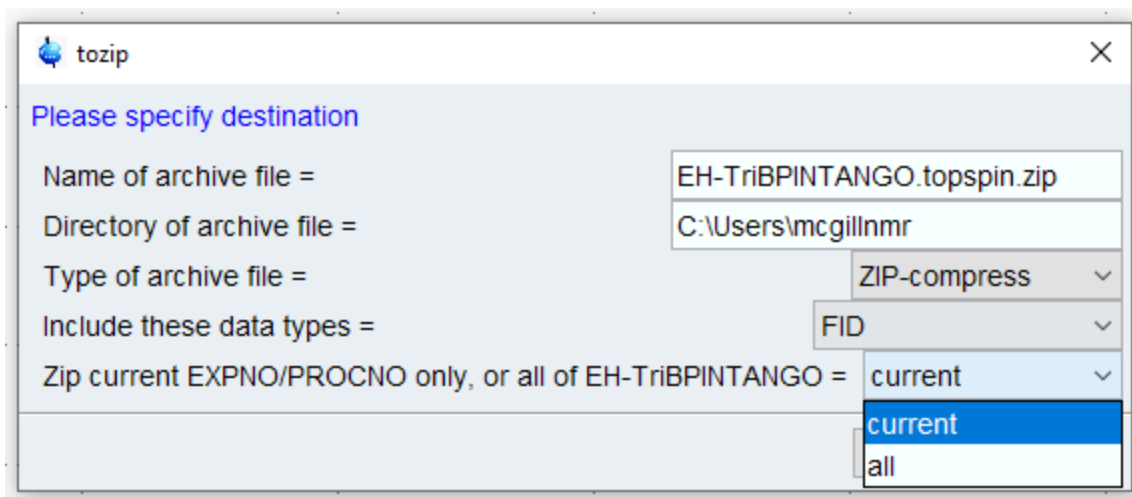 tozip
Please specify destination
Name of archive file = EH-TriBPINTANGO.topspin.zip
Directory of archive file = C:\Users\mcgillnmr
Type of archive file = ZIP-compress
Include these data types = FID
Zip current EXPNO/PROCNO only, or all of EH-TriBPINTANGO = current
current
all